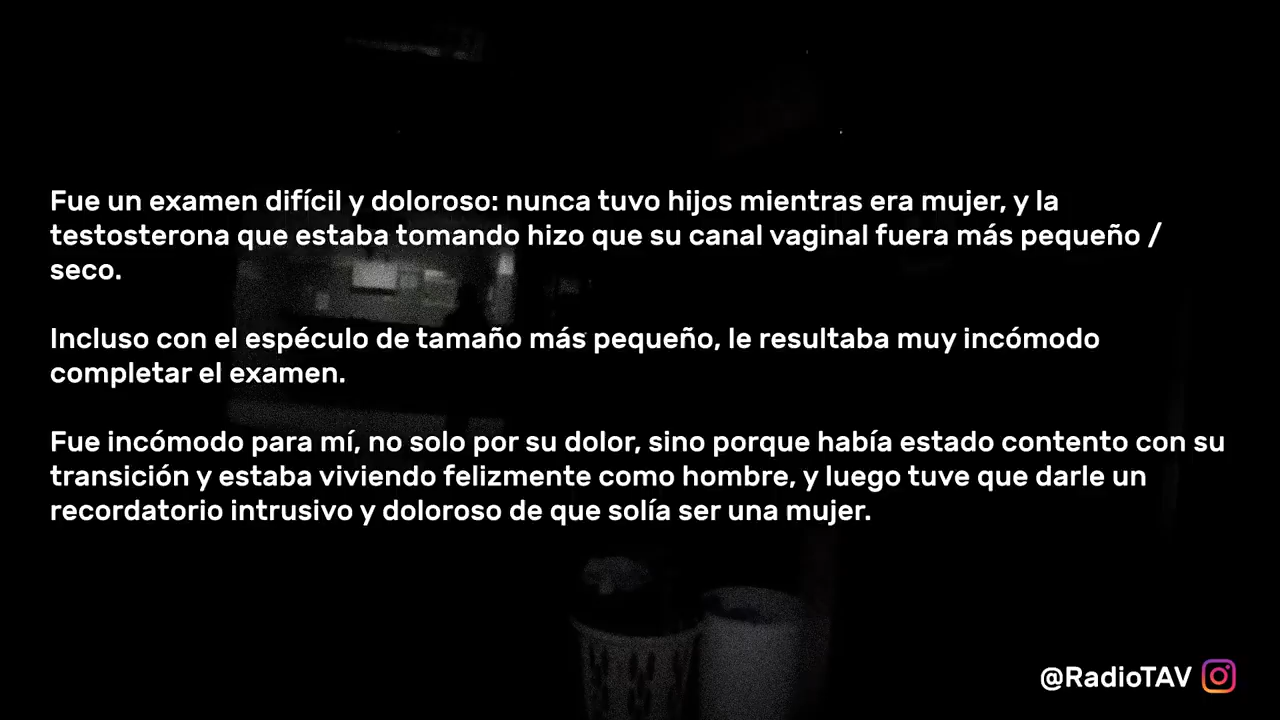 Fue un examen difícil y doloroso: nunca tuvo hijos mientras era mujer, y la
testosterona que estaba tomando hizo que su canal vaginal fuera más pequeño /
seco.
Incluso con el espéculo de tamaño más pequeño, le resultaba muy incómodo
completar el examen.
Fue incómodo para mí, no solo por su dolor, sino porque había estado contento con su
transición y estaba viviendo felizmente como hombre, y luego tuve que darle un
recordatorio intrusivo y doloroso de que solía ser una mujer.
@RadioTAV